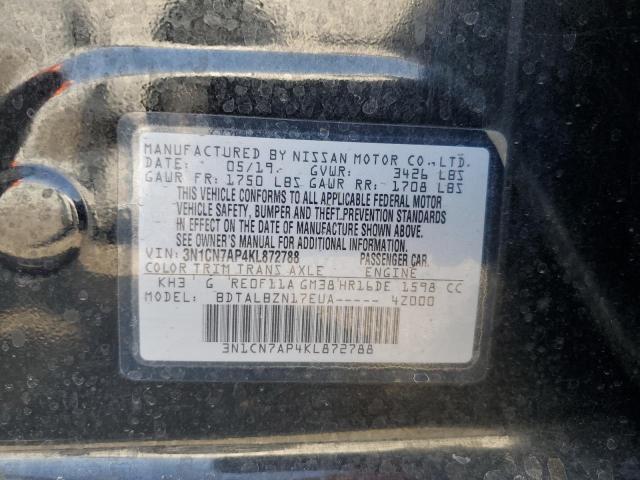 MANUFACTURED BY NISSAN MOTOR CO., LTD.
DATE: 05/19 GVWR: 3426 LBS
GAWR FR: 1750 LBS GAWR RR: 1708 LBS
THIS VEHICLE CONFORMS TO ALL APPLICABLE FEDERAL MOTOR
VEHICLE SAFETY, BUMPER AND THEFT PREVENTION STANDARDS
IN EFFECT ON THE DATE OF MANUFACTURE SHOWN ABOVE.
SEE OWNER'S MANUAL FOR ADDITIONAL INFORMATION.
VIN: 3N1CN7AP4KL872788 PASSENGER CAR.
COLOR TRIM TRANS AXLE ENGINE
KH3 G RE0F11A GM38 HR16DE 1598 CC
MODEL: BDTALBZN17EUA----- 4Z000
3N1CN7AP4KL872788